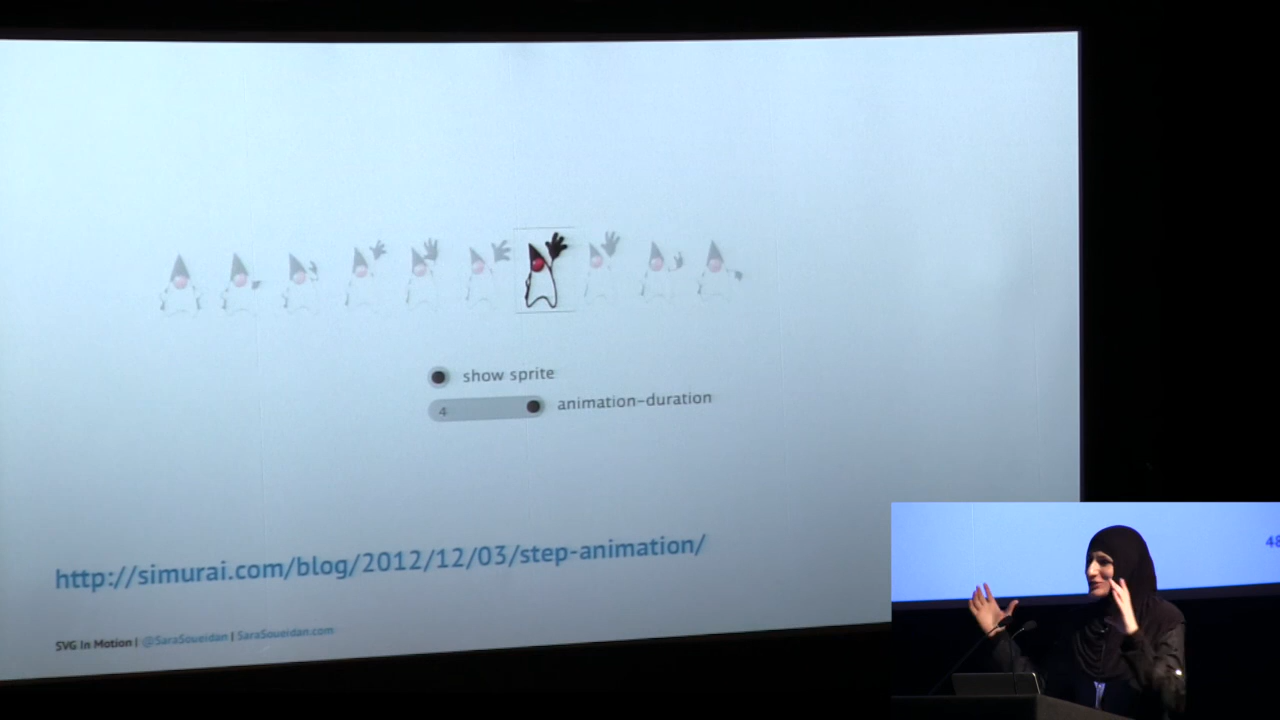 show sprite
4 animation-duration
http://simurai.com/blog/2012/12/03/step-animation/
SVG In Motion | @SaraSoueidan | SaraSoueidan.com
48